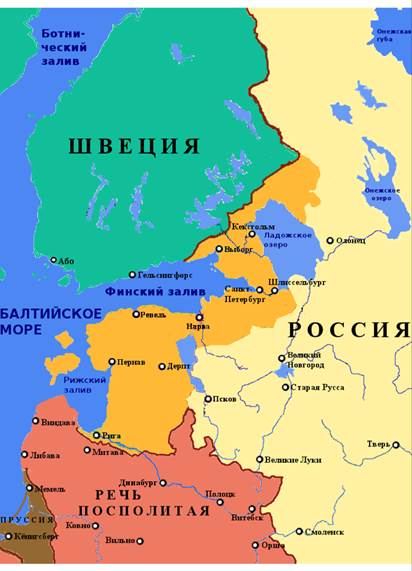 Ботни-
ческий
залив
Онежская
губа
ШВЕЦИЯ
Онежское
озеро
Кексгольм
Ладожское
озеро
Олонец
Выборг
Або
Гельсингфорс
Шлиссельбург
Санкт
Петербург
Финский залив
БАЛТИЙСКОЕ
МОРЕ
Ревель
Нарва
РОССИЯ
Великий
Новгород
Пернав
Дерпт
Рижский
залив
Старая Русса
Псков
Виндава
Рига
Митава
Тверь
Либава
Великие Луки
Динабург
Мемель
РЕЧЬ
ПОСПОЛИТАЯ
Полоцк
Витебск
ПРУССИЯ
Ковно
Кёнигсберг
Вильно
Смоленск
Орша